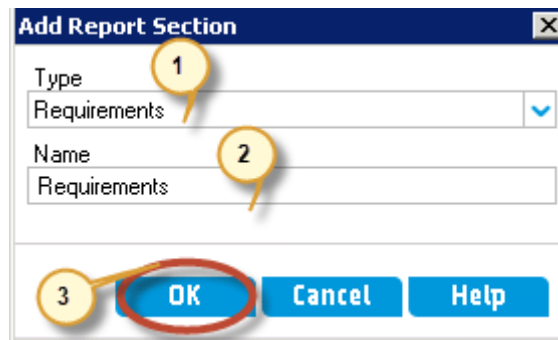 Add Report Section
1
Type
Requirements
Name
2
Requirements
3
OK Cancel Help